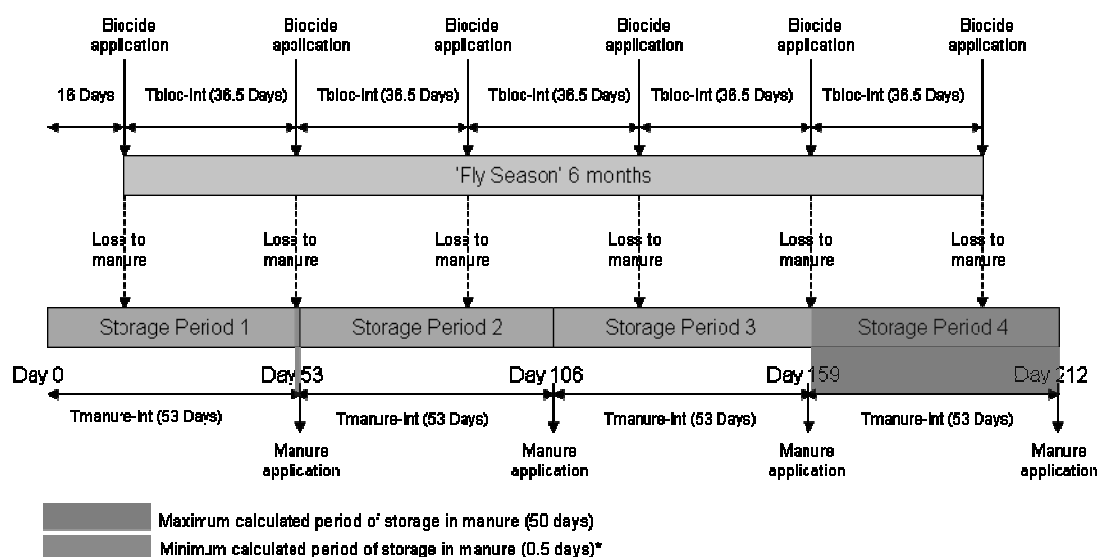 Biocide application
Biocide application
Biocide application
Biocide application
Biocide application
Biocide application
16 Days
Tbioc-Int (36.5 Days)
Tbioc-Int (36.5 Days)
Tbioc-Int (36.5 Days)
Tbioc-Int (36.5 Days)
Tbioc-Int (36.5 Days)
'Fly Season' 6 months
Loss to manure
Loss to manure
Loss to manure
Loss to manure
Loss to manure
Loss to manure
Storage Period 1
Storage Period 2
Storage Period 3
Storage Period 4
Day 0
Day 53
Day 106
Day 159
Day 212
Tmanure-Int (53 Days)
Tmanure-Int (53 Days)
Tmanure-Int (53 Days)
Tmanure-Int (53 Days)
Manure application
Manure application
Manure application
Manure application
Maximum calculated period of storage in manure (50 days)
Minimum calculated period of storage in manure (0.5 days)*